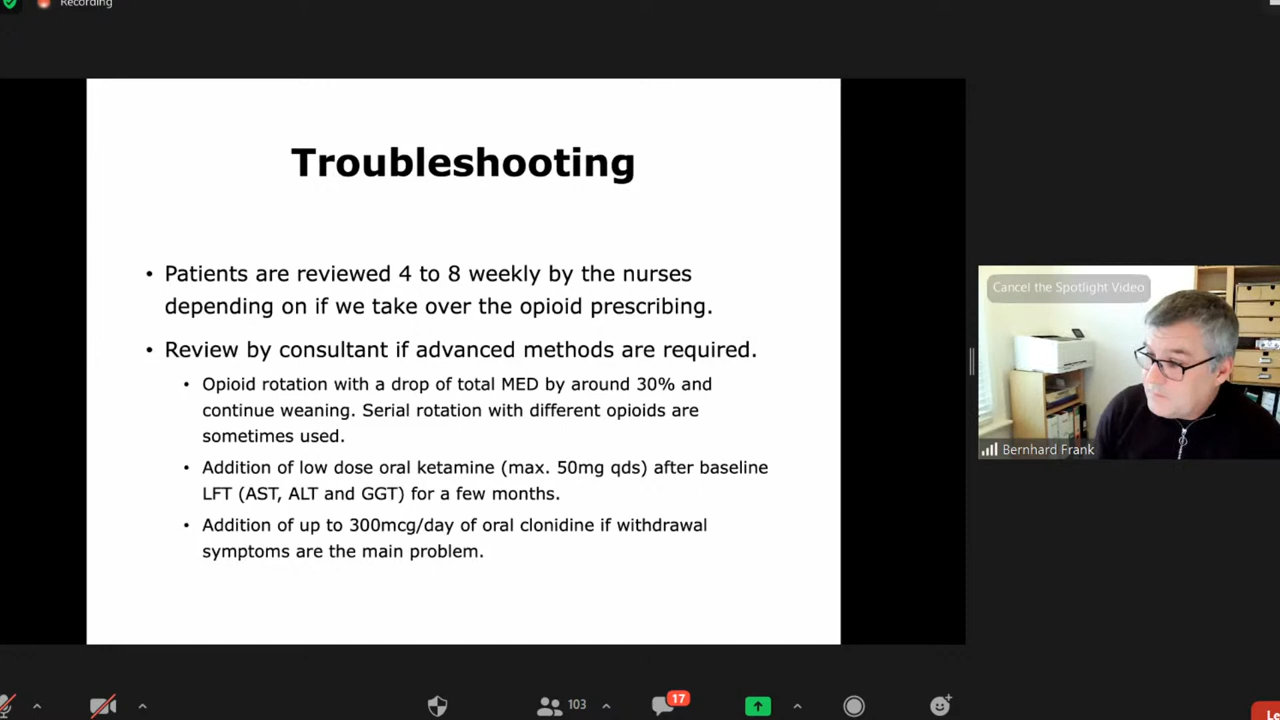 Recording
Troubleshooting
• Patients are reviewed 4 to 8 weekly by the nurses
depending on if we take over the opioid prescribing.
• Review by consultant if advanced methods are required.
• Opioid rotation with a drop of total MED by around 30% and
continue weaning. Serial rotation with different opioids are
sometimes used.
• Addition of low dose oral ketamine (max. 50mg qds) after baseline
LFT (AST, ALT and GGT) for a few months.
• Addition of up to 300mcg/day of oral clonidine if withdrawal
symptoms are the main problem.
Cancel the Spotlight Video
Bernhard Frank
103
17